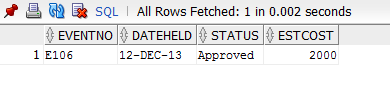 SQL | All Rows Fetched: 1 in 0.002 seconds
EVENTNO DATEHELD STATUS ESTCOST
1 E106 12-DEC-13 Approved 2000